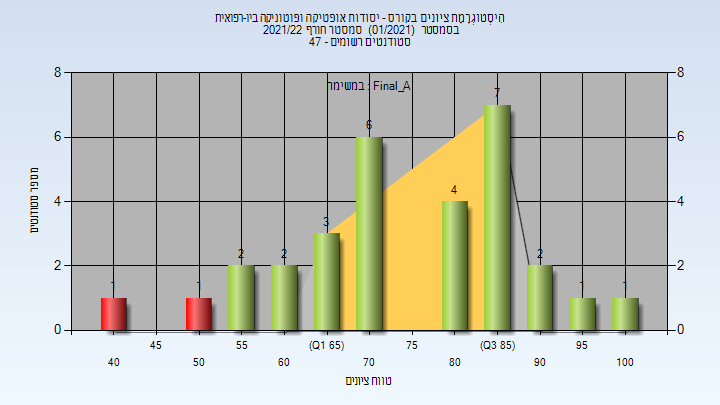 הִיסְטוגְרָמַת ציונים בקורס - יסודות אופטיקה ופוטוניקה ביו-רפואית
בסמסטר (01/2021) סמסטר חורף 2021/22
סטודנטים רשומים - 47
במשימה : Final_A
מספר סטודנטים
8 8
6 6
4 4
2 2
0 0
1 1 2 2 3 6 4 7 2 1 1
45 55 (Q1 65) 75 (Q3 85) 95
40 50 60 70 80 90 100
טווח ציונים